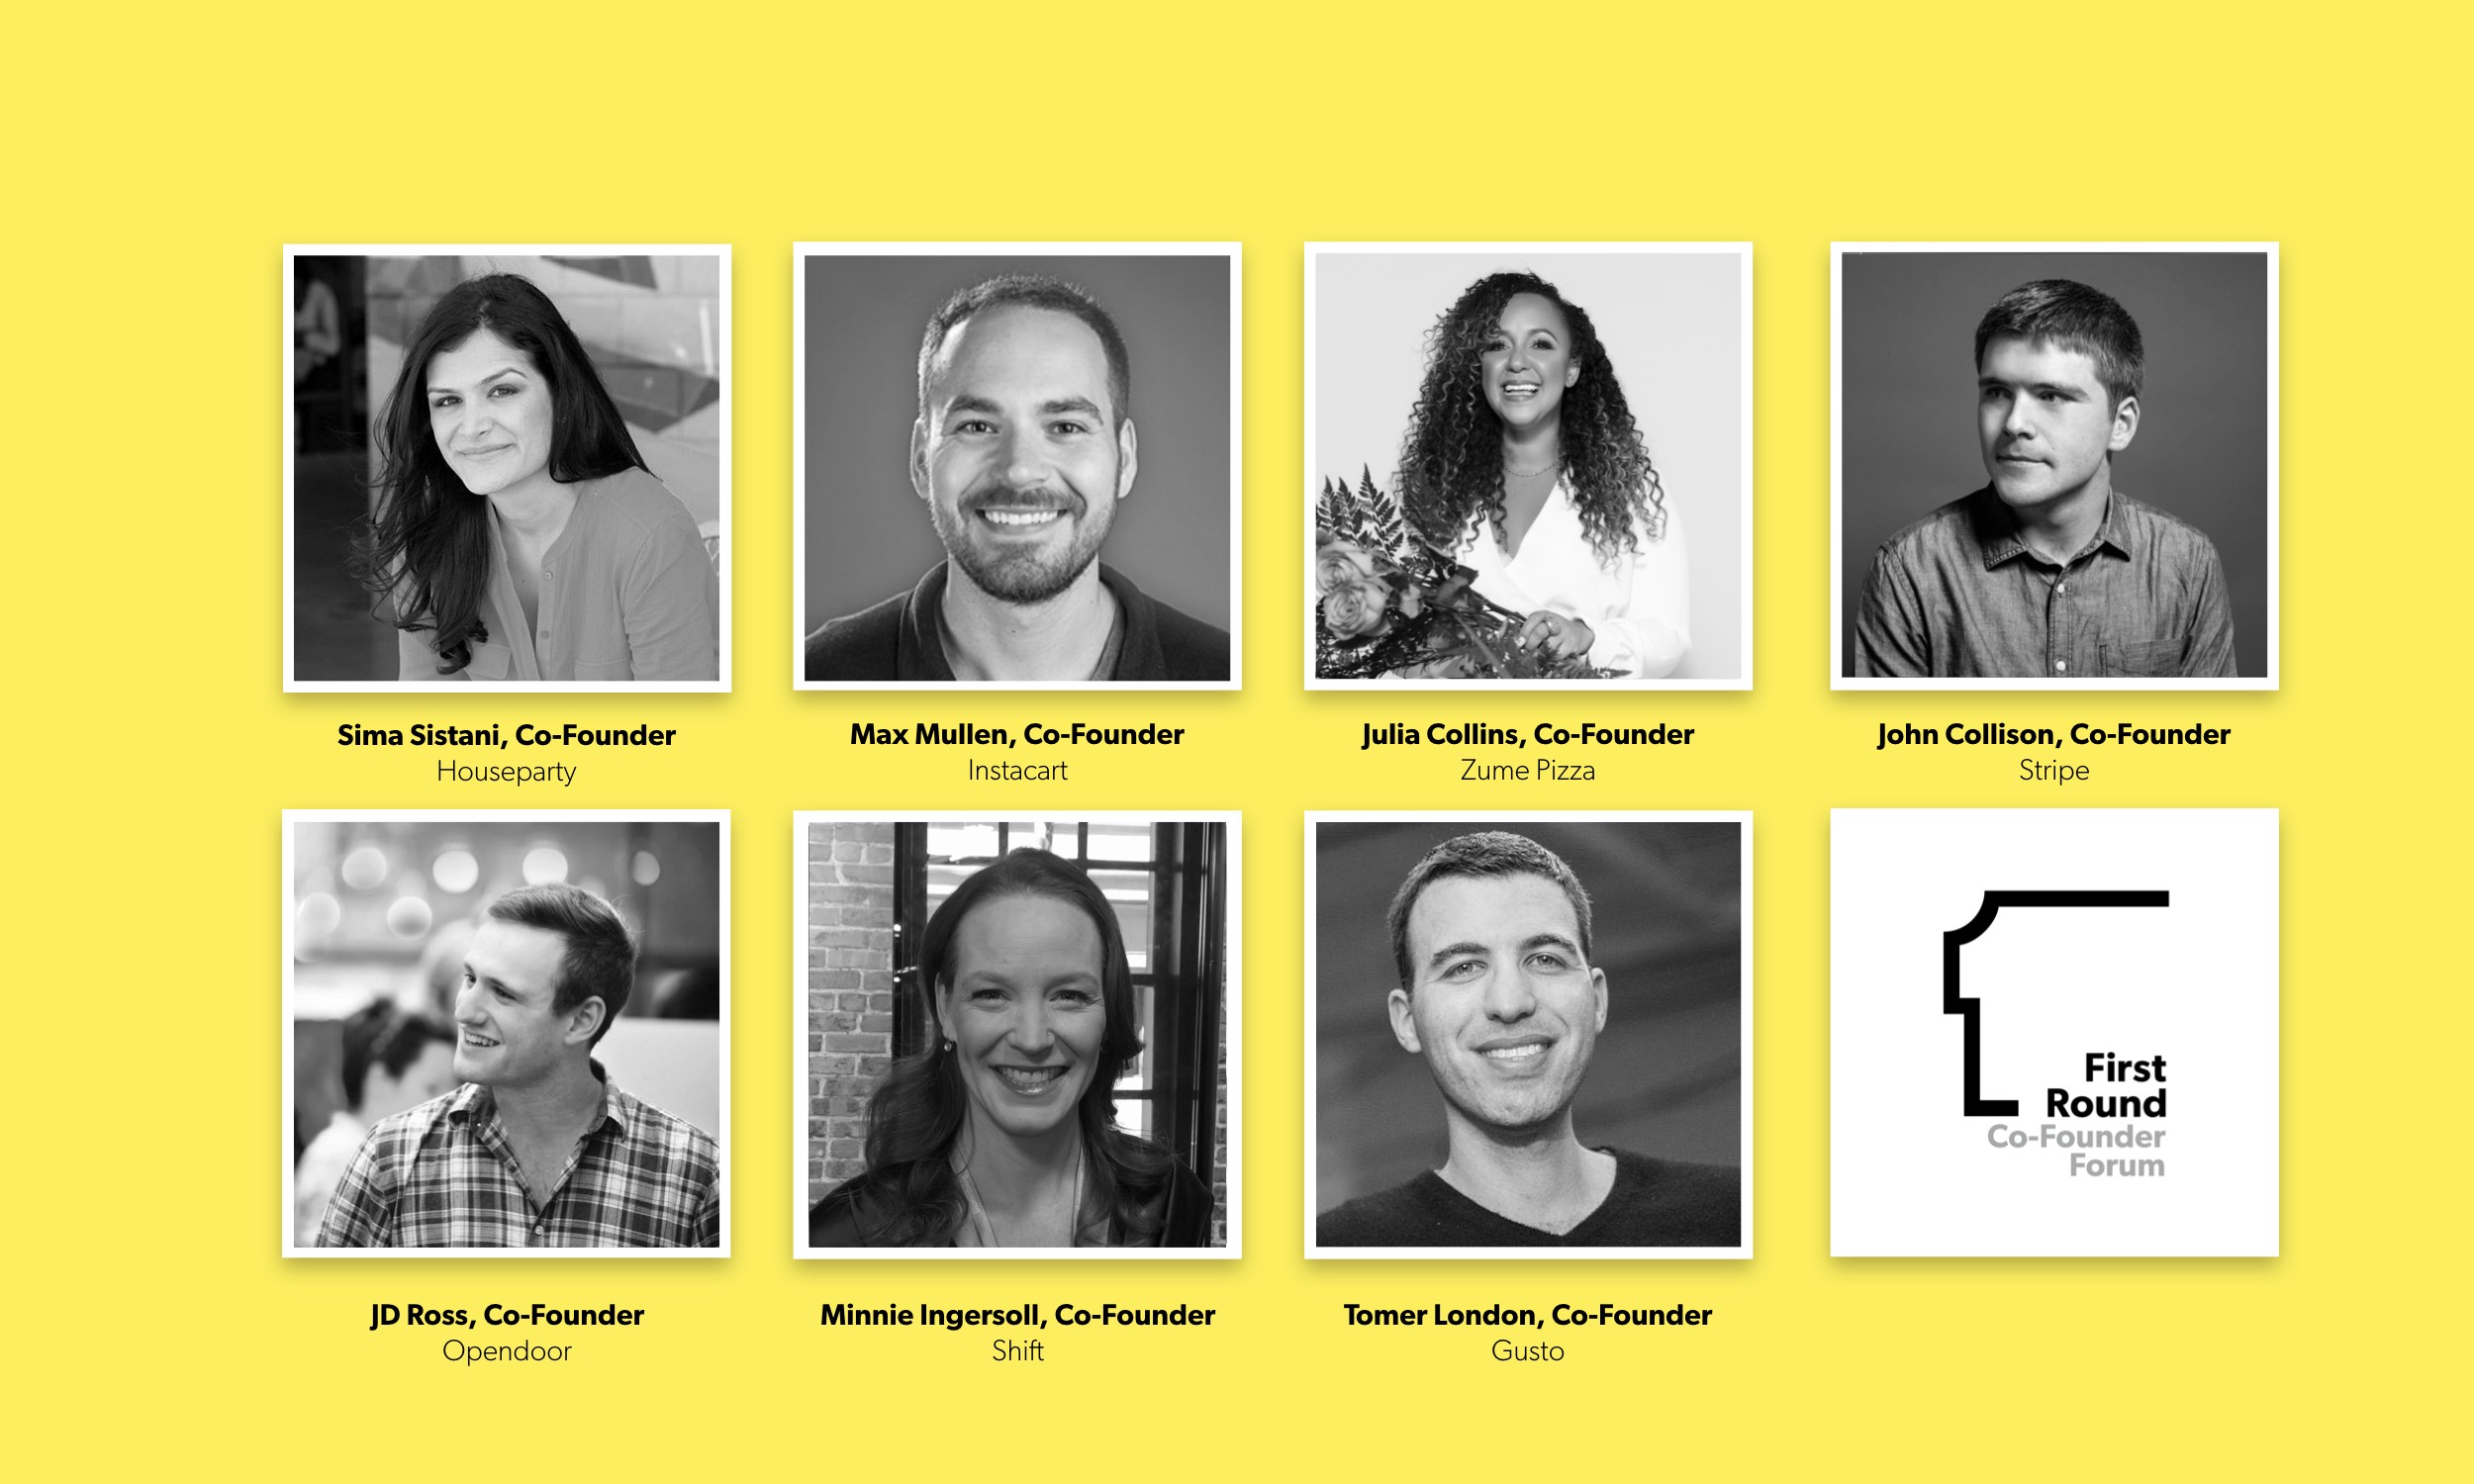 Sima Sistani, Co-Founder
Houseparty
Max Mullen, Co-Founder
Instacart
Julia Collins, Co-Founder
Zume Pizza
John Collison, Co-Founder
Stripe
JD Ross, Co-Founder
Opendoor
Minnie Ingersoll, Co-Founder
Shift
Tomer London, Co-Founder
Gusto
First
Round
Co-Founder
Forum